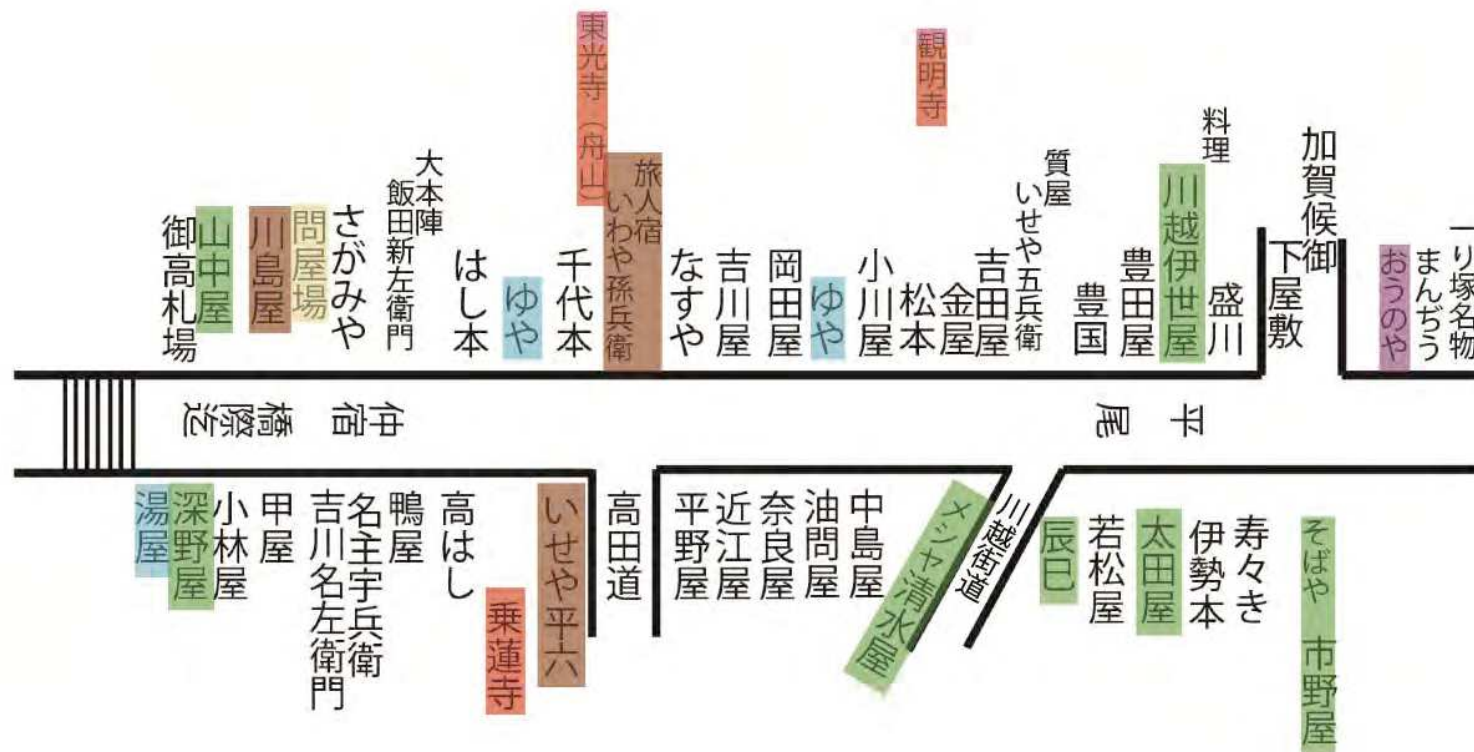 東光寺(舟山)
観明寺
御高札場
山中屋
川島屋
問屋場
さがみや
大本陣
飯田新左衛門
はし本
ゆや
千代本
旅人宿
いわや孫兵衛
なすや
吉川屋
岡田屋
ゆや
小川屋
松本
金屋
吉田屋
質屋
いせや五兵衛
豊国
豊田屋
川越伊世屋
料理
盛川
加賀候御
下屋敷
おうのや
一り塚名物
まんぢう
仲宿
橋際迄
平尾
湯屋
深野屋
小林屋
甲屋
吉川名左衛門
名主宇兵衛
鴨屋
高はし
乗蓮寺
いせや平六
高田道
平野屋
近江屋
奈良屋
油問屋
中島屋
メシヤ清水屋
川越街道
辰巳
若松屋
太田屋
伊勢本
寿々き
そばや 市野屋